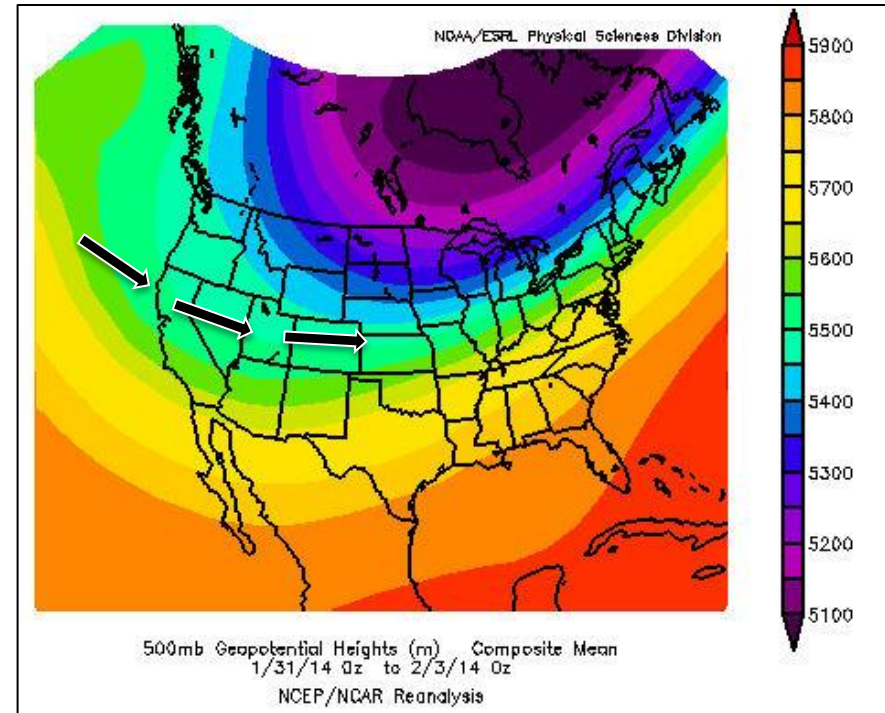 NOAA/ESRL Physical Sciences Division
5900
5800
5700
5600
5500
5400
5300
5200
5100
500mb Geopotential Heights (m) Composite Mean
1/31/14 0z to 2/3/14 0z
NCEP/NCAR Reanalysis